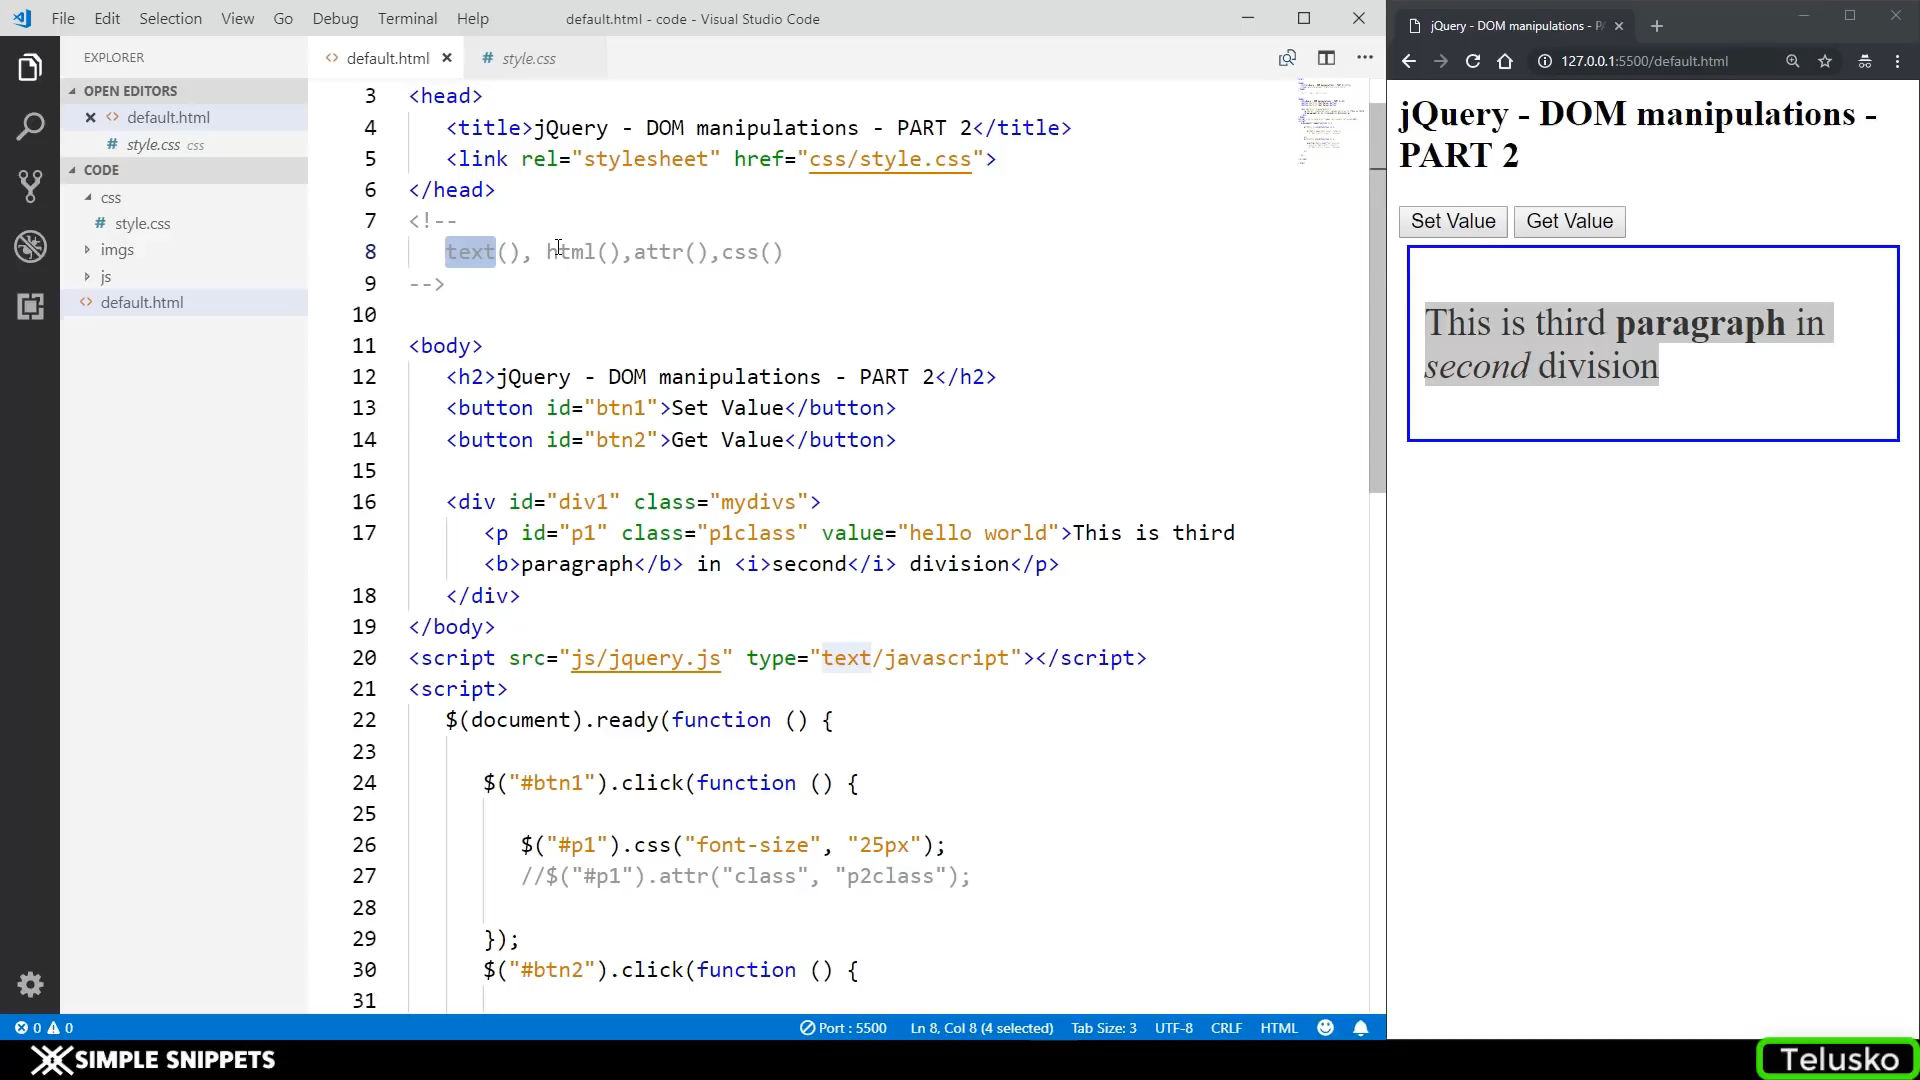 File Edit Selection View Go Debug Terminal Help
default.html - code - Visual Studio Code
EXPLORER
OPEN EDITORS
default.html
style.css css
CODE
css
style.css
imgs
js
default.html
default.html
style.css
3 <head>
4 <title>jQuery - DOM manipulations - PART 2</title>
5 <link rel="stylesheet" href="css/style.css">
6 </head>
7 <!--
8 text(), html(),attr(),css()
9 -->
10
11 <body>
12 <h2>jQuery - DOM manipulations - PART 2</h2>
13 <button id="btn1">Set Value</button>
14 <button id="btn2">Get Value</button>
15
16 <div id="div1" class="mydivs">
17 <p id="p1" class="p1class" value="hello world">This is third
<b>paragraph</b> in <i>second</i> division</p>
18 </div>
19 </body>
20 <script src="js/jquery.js" type="text/javascript"></script>
21 <script>
22 $(document).ready(function () {
23
24 $("#btn1").click(function () {
25
26 $("#p1").css("font-size", "25px");
27 //$("#p1").attr("class", "p2class");
28
29 });
30 $("#btn2").click(function () {
31
0 0
Port : 5500
Ln 8, Col 8 (4 selected)
Tab Size: 3
UTF-8
CRLF
HTML
jQuery - DOM manipulations - P
127.0.0.1:5500/default.html
jQuery - DOM manipulations -
PART 2
Set Value
Get Value
This is third paragraph in
second division
SIMPLE SNIPPETS
Telusko